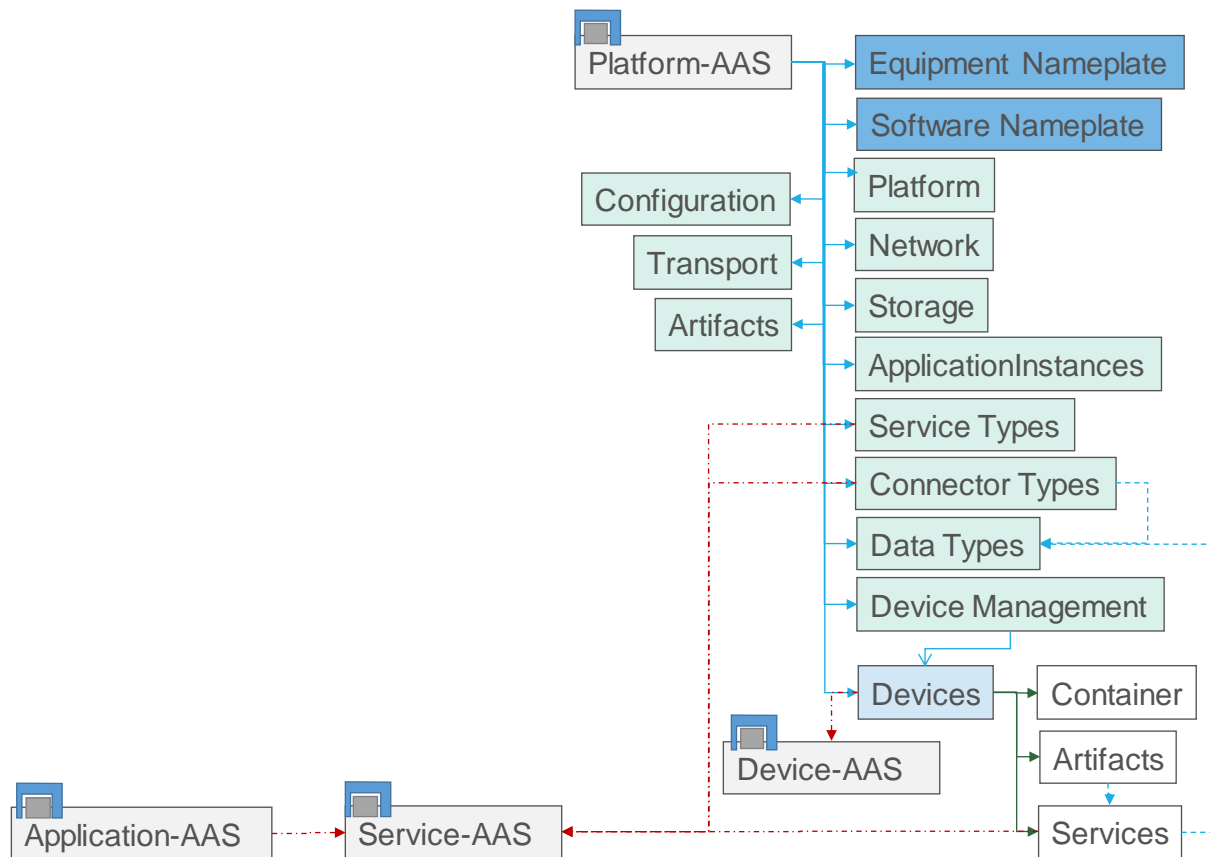 Platform-AAS
Equipment Nameplate
Software Nameplate
Platform
Configuration
Network
Transport
Storage
Artifacts
ApplicationInstances
Service Types
Connector Types
Data Types
Device Management
Devices
Container
Device-AAS
Artifacts
Application-AAS
Service-AAS
Services